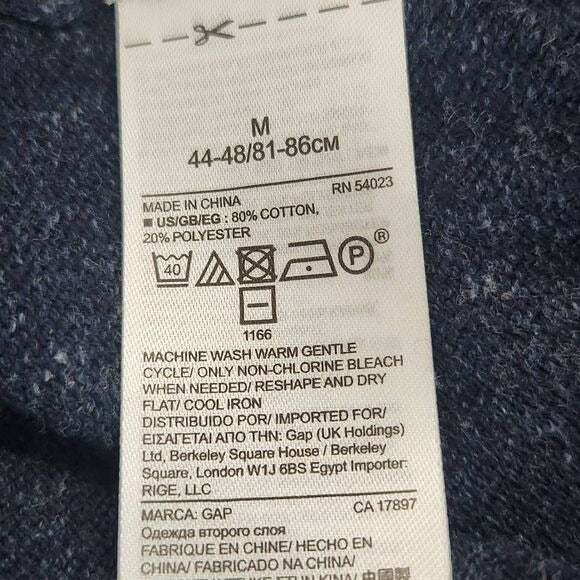 M
44-48/81-86CM
MADE IN CHINA RN 54023
■ US/GB/EG : 80% COTTON,
20% POLYESTER
40 P ®
1166
MACHINE WASH WARM GENTLE
CYCLE/ ONLY NON-CHLORINE BLEACH
WHEN NEEDED/ RESHAPE AND DRY
FLAT/ COOL IRON
DISTRIBUIDO POR/ IMPORTED FOR/
ΕΙΣΑΓΕΤΑΙ ΑΠΟ ΤΗΝ: Gap (UK Holdings)
Ltd, Berkeley Square House / Berkeley
Square, London W1J 6BS Egypt Importer:
RIGE, LLC
MARCA: GAP CA 17897
Одежда второго слоя
FABRIQUE EN CHINE/ HECHO EN
CHINA/ FABRICADO NA CHINA/